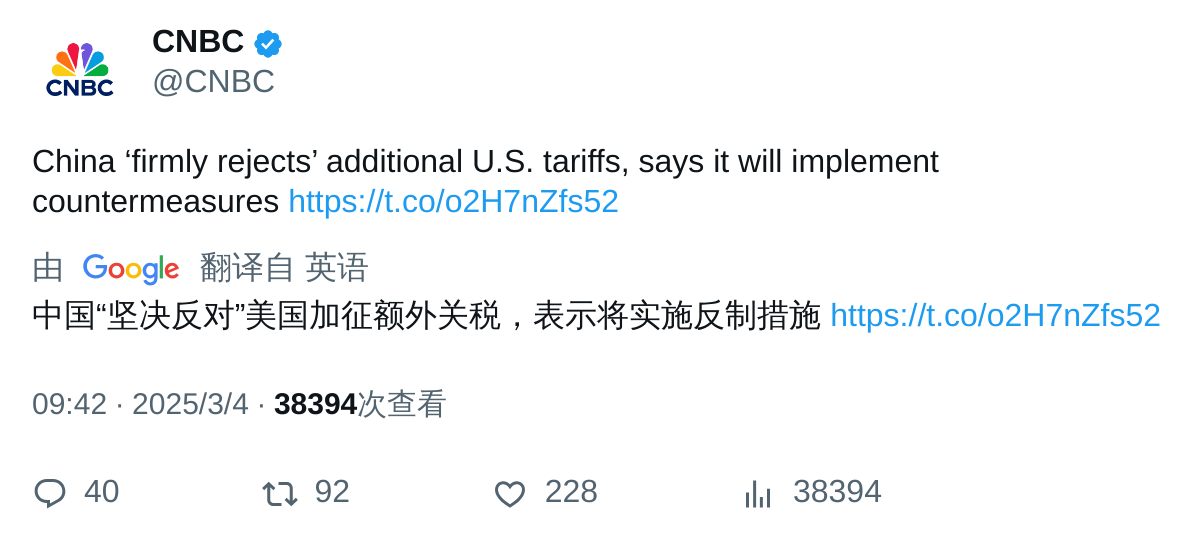 CNBC
CNBC
@CNBC
China ‘firmly rejects’ additional U.S. tariffs, says it will implement
countermeasures https://t.co/o2H7nZfs52
由 Google 翻译自 英语
中国“坚决反对”美国加征额外关税，表示将实施反制措施 https://t.co/o2H7nZfs52
09:42 · 2025/3/4 · 38394次查看
40 92 228 38394